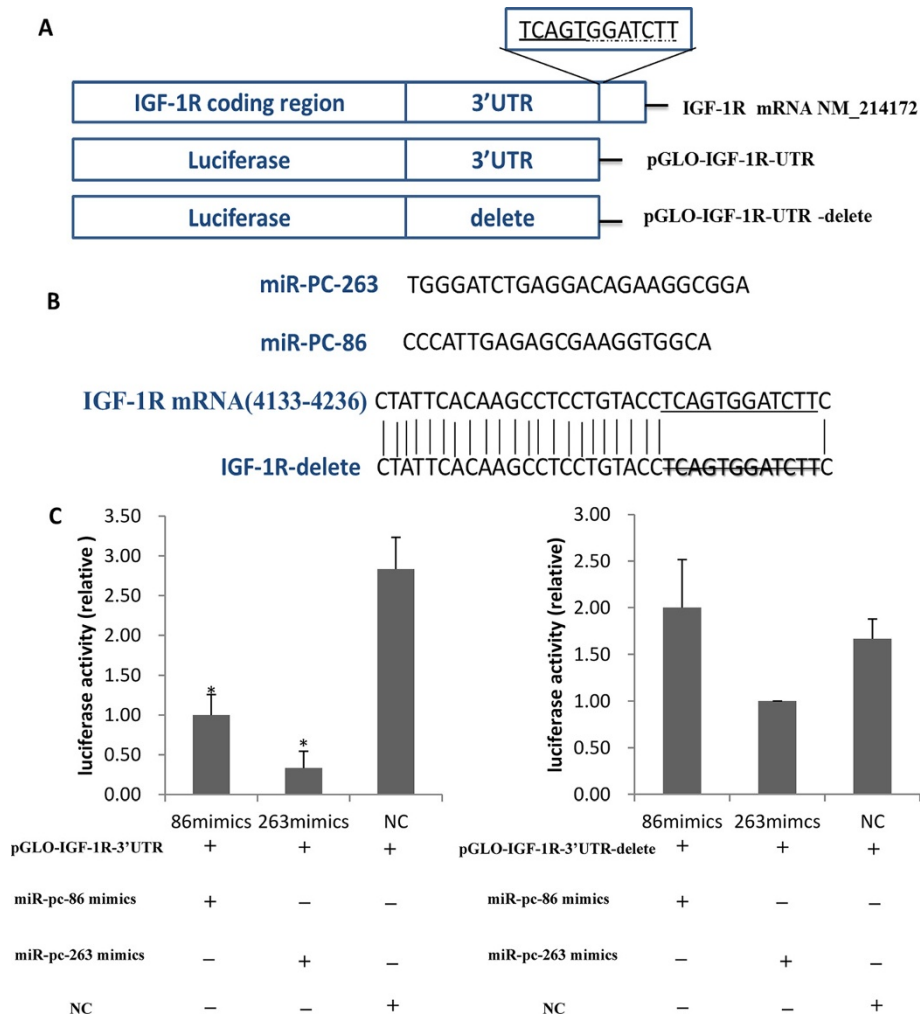 A
TCAGTGGATCTT
IGF-1R coding region 3'UTR IGF-1R mRNA NM_214172
Luciferase 3'UTR pGLO-IGF-1R-UTR
Luciferase delete pGLO-IGF-1R-UTR -delete
miR-PC-263 TGGGATCTGAGGACAGAAGGCGGA
B
miR-PC-86 CCCATTGAGAGCGAAGGTGGCA
IGF-1R mRNA(4133-4236) CTATTCACAAGCCTCCTGTACCTCAGTGGATCTTC
IGF-1R-delete CTATTCACAAGCCTCCTGTACCTCAGTGGATCTTC
C
luciferase activity (relative )
3.50
3.00
2.50
2.00
1.50
1.00
0.50
0.00
* *
86mimics 263mimics NC
pGLO-IGF-1R-3'UTR + + +
miR-pc-86 mimics + – –
miR-pc-263 mimics – + –
NC – – +
luciferase activity (relative)
3.00
2.50
2.00
1.50
1.00
0.50
0.00
86mimics 263mimcs NC
pGLO-IGF-1R-3'UTR-delete + + +
miR-pc-86 mimics + – –
miR-pc-263 mimics – + –
NC – – +